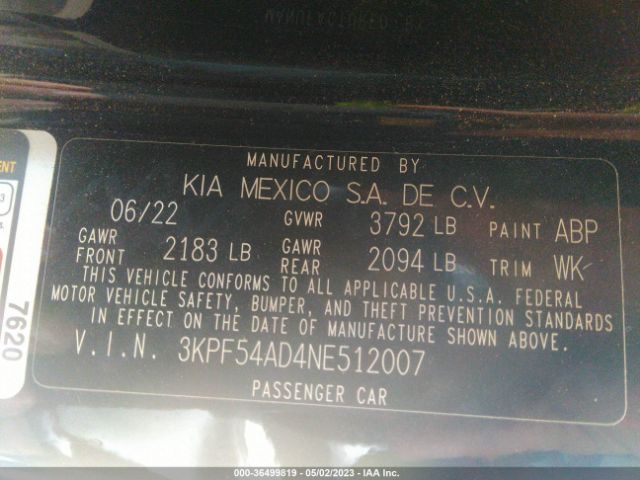 MANUFACTURED BY
KIA MEXICO S.A. DE C.V.
06/22 GVWR 3792 LB PAINT ABP
GAWR FRONT 2183 LB GAWR REAR 2094 LB TRIM WK
THIS VEHICLE CONFORMS TO ALL APPLICABLE U.S.A. FEDERAL
MOTOR VEHICLE SAFETY, BUMPER, AND THEFT PREVENTION STANDARDS
IN EFFECT ON THE DATE OF MANUFACTURE SHOWN ABOVE.
V.I.N. 3KPF54AD4NE512007
PASSENGER CAR
7620
000-36499819 - 05/02/2023 - IAA Inc.